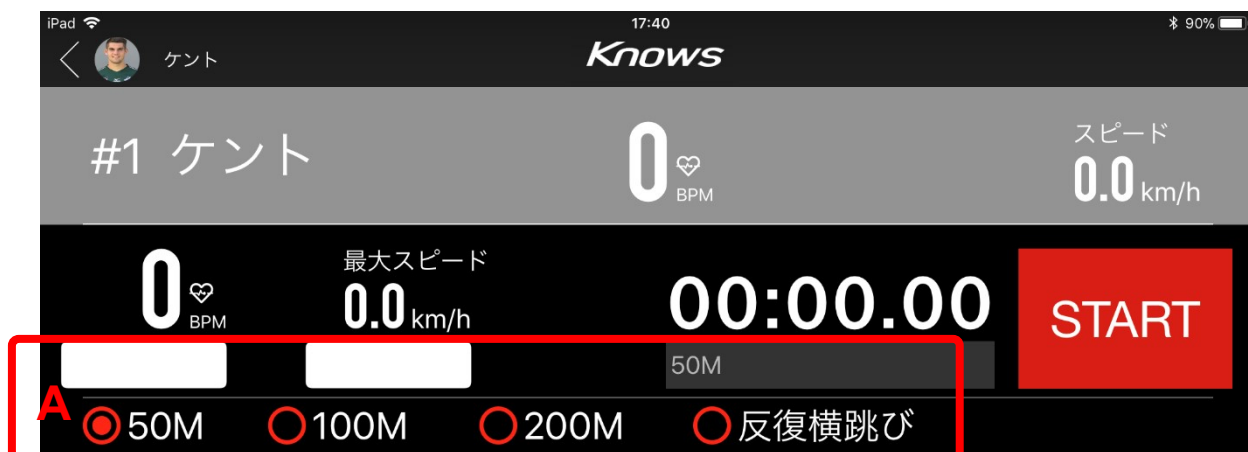 iPad 17:40 90%
ケント Knows
#1 ケント 0 BPM スピード 0.0 km/h
0 BPM 最大スピード 0.0 km/h 00:00.00 START
50M
A
50M 100M 200M 反復横跳び